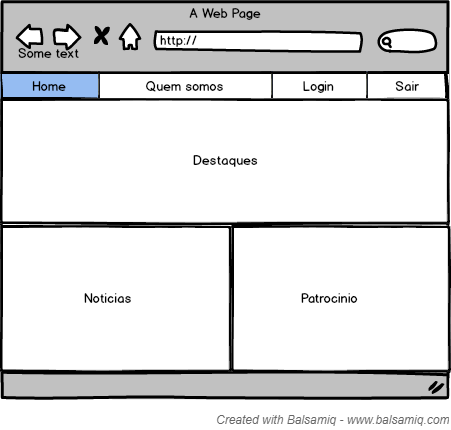 A Web Page
http://
Some text
Home Quem somos Login Sair
Destaques
Noticias Patrocinio
Created with Balsamiq - www.balsamiq.com